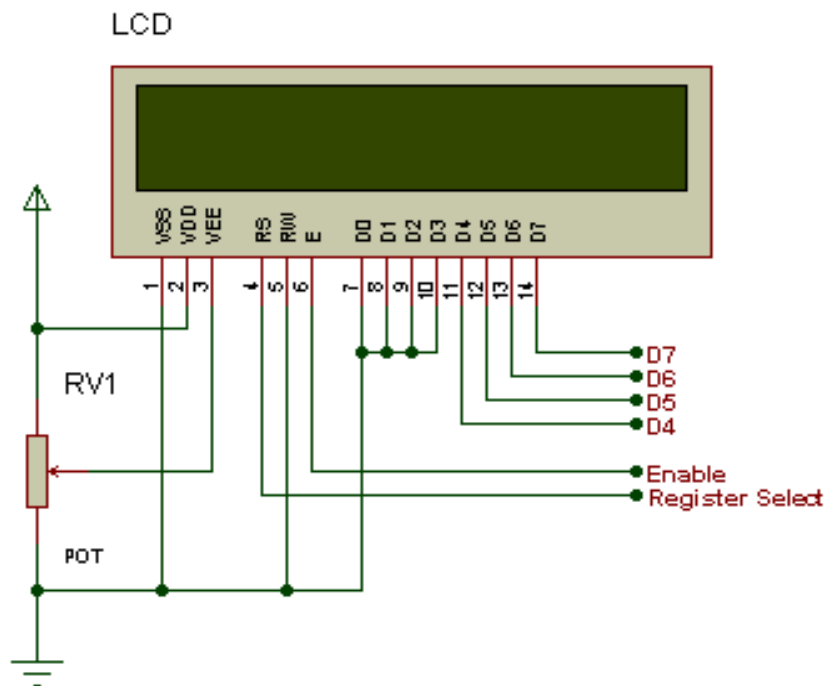 LCD
VSS VDD VEE RS RW E D0 D1 D2 D3 D4 D5 D6 D7
1 2 3 4 5 6 7 8 9 10 11 12 13 14
D7
RV1
D6
D5
D4
Enable
Register Select
POT